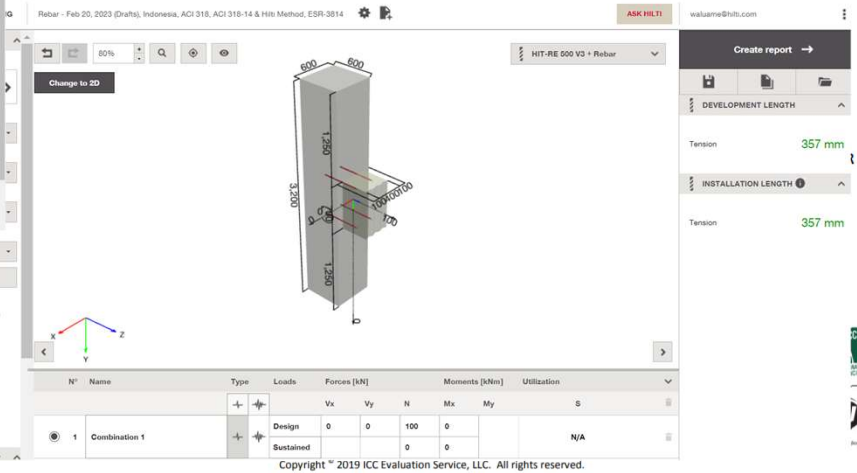 IG Rebar - Feb 20, 2023 (Drafts), Indonesia, ACI 318, ACI 318-14 & Hilti Method, ESR-3814 ASK HILTI waluame@hilti.com
80% HIT-RE 500 V3 + Rebar Create report →
Change to 2D
600 600
DEVELOPMENT LENGTH
1,250
Tension 357 mm
3,200
INSTALLATION LENGTH
100 400 100
100
Tension 357 mm
1,250
0
X Z
Y
N° Name Type Loads Forces [kN] Moments [kNm] Utilization
Vx Vy N Mx My S
1 Combination 1 Design 0 0 100 0 N/A
Sustained 0 0
Copyright © 2019 ICC Evaluation Service, LLC. All rights reserved.